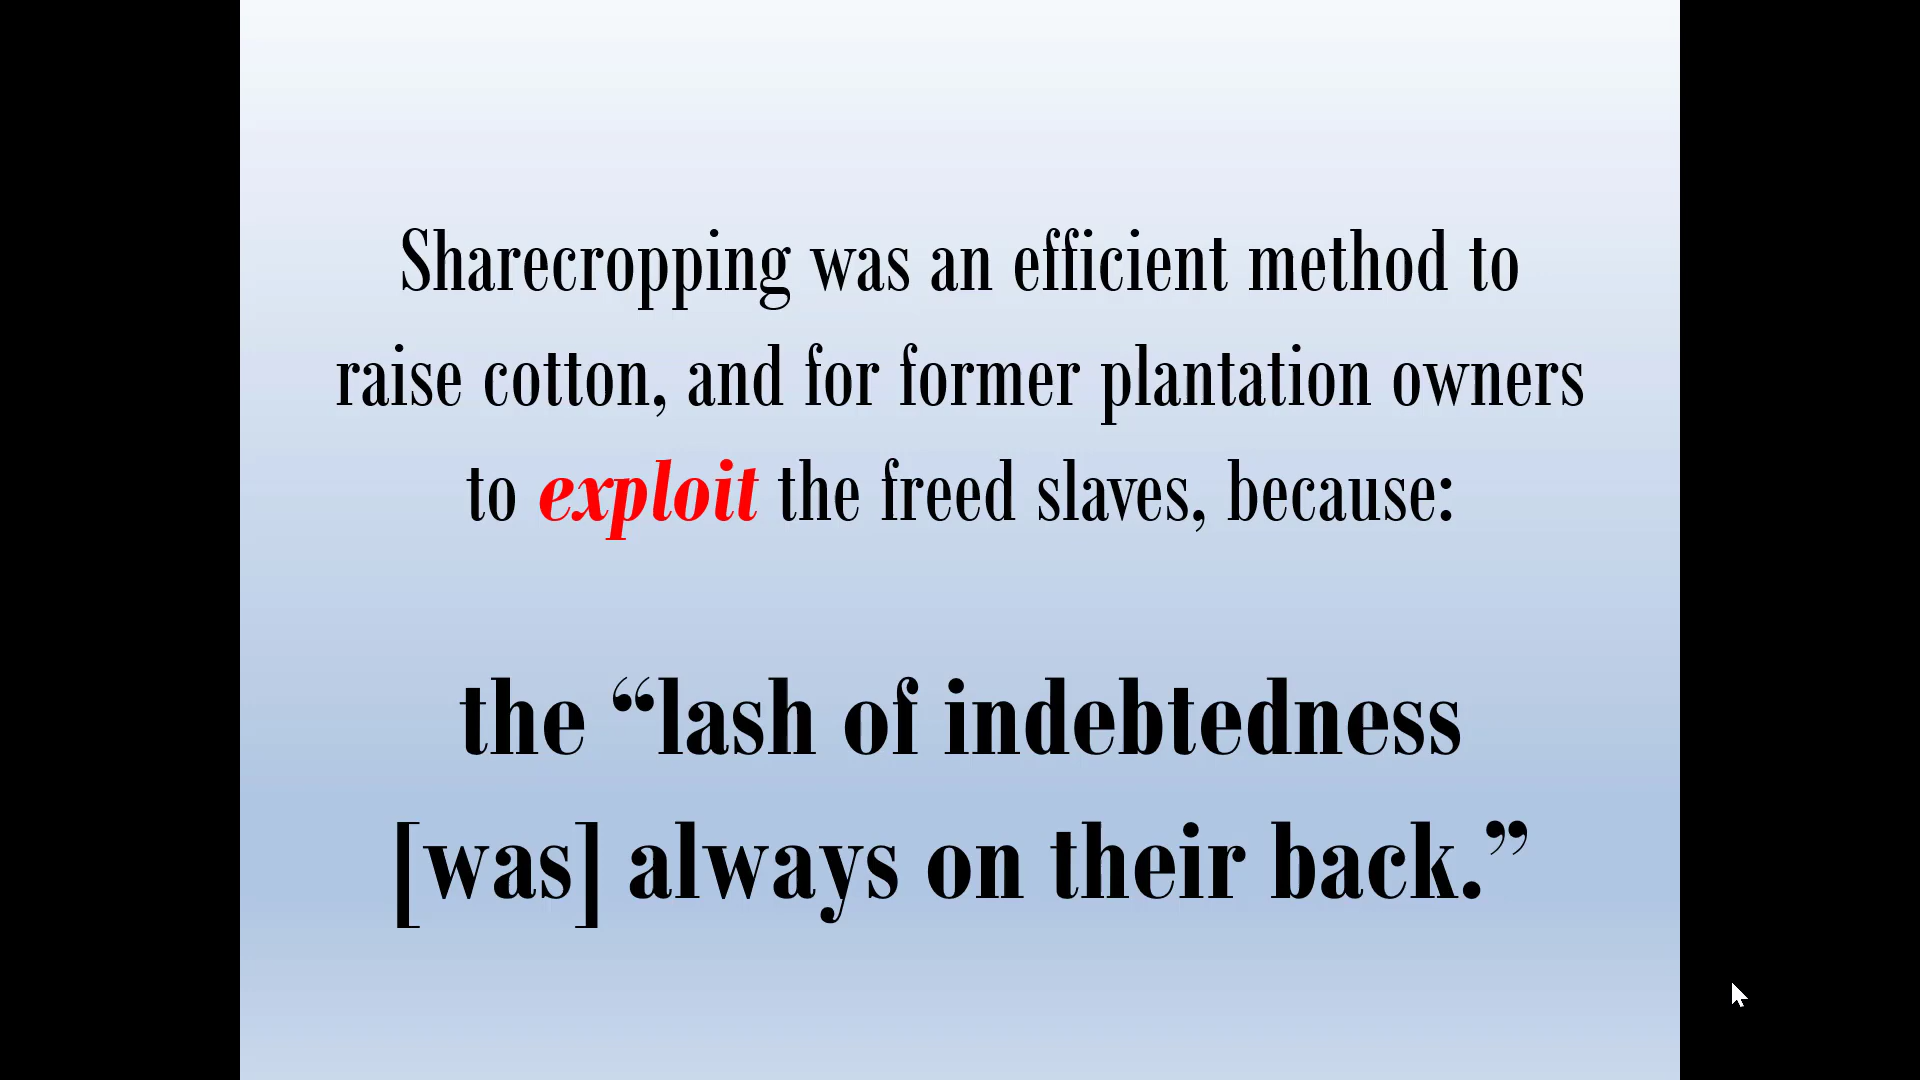 Sharecropping was an efficient method to
raise cotton, and for former plantation owners
to exploit the freed slaves, because:
the “lash of indebtedness
[was] always on their back.”